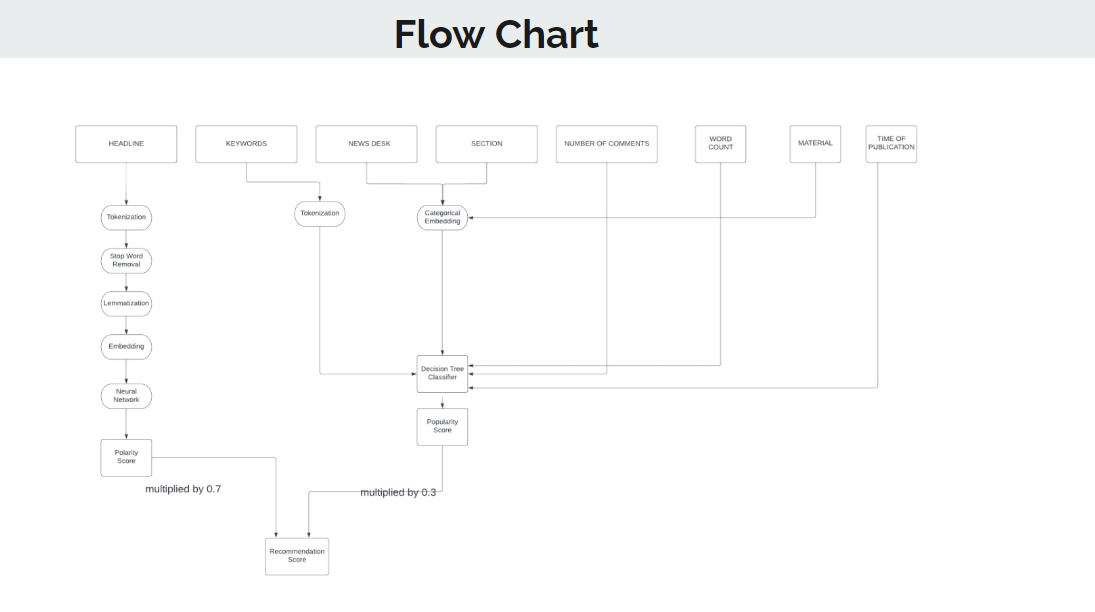 Flow Chart
HEADLINE
KEYWORDS
NEWS DESK
SECTION
NUMBER OF COMMENTS
WORD
COUNT
MATERIAL
TIME OF
PUBLICATION
Tokenization
Tokenization
Categorical
Embedding
Stop Word
Removal
Lemmatization
Embedding
Neural
Network
Decision Tree
Classifier
Popularity
Score
Polarity
Score
multiplied by 0.7
multiplied by 0.3
Recommendation
Score